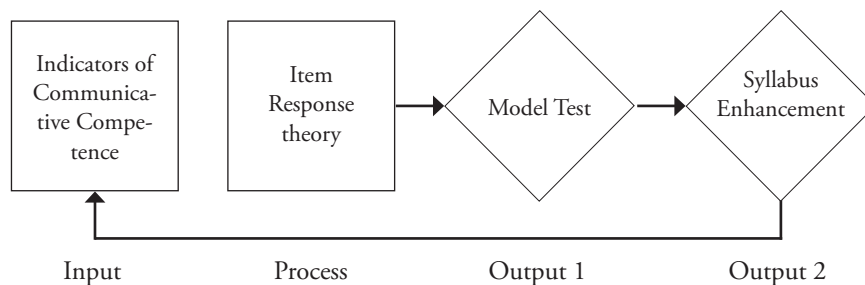 Indicators of
Communica-
tive Compe-
tence
Item
Response
theory
Model Test
Syllabus
Enhancement
Input
Process
Output 1
Output 2